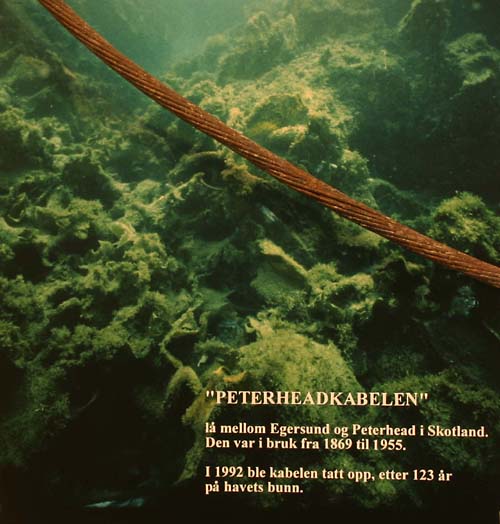 "PETERHEADKABELEN"
lå mellom Egersund og Peterhead i Skotland.
Den var i bruk fra 1869 til 1955.
I 1992 ble kabelen tatt opp, etter 123 år
på havets bunn.